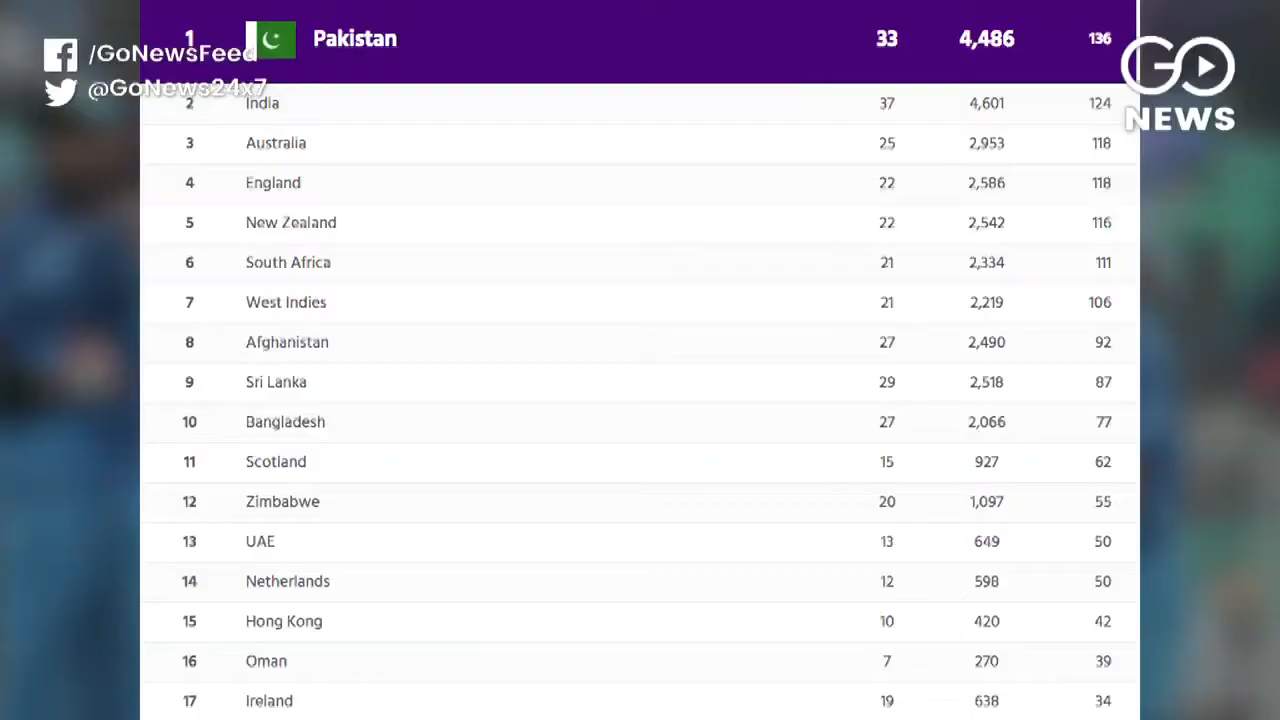 1 Pakistan 33 4,486 136
/GoNewsFeed
@GoNews24x7
GO
NEWS
2 India 37 4,601 124
3 Australia 25 2,953 118
4 England 22 2,586 118
5 New Zealand 22 2,542 116
6 South Africa 21 2,334 111
7 West Indies 21 2,219 106
8 Afghanistan 27 2,490 92
9 Sri Lanka 29 2,518 87
10 Bangladesh 27 2,066 77
11 Scotland 15 927 62
12 Zimbabwe 20 1,097 55
13 UAE 13 649 50
14 Netherlands 12 598 50
15 Hong Kong 10 420 42
16 Oman 7 270 39
17 Ireland 19 638 34